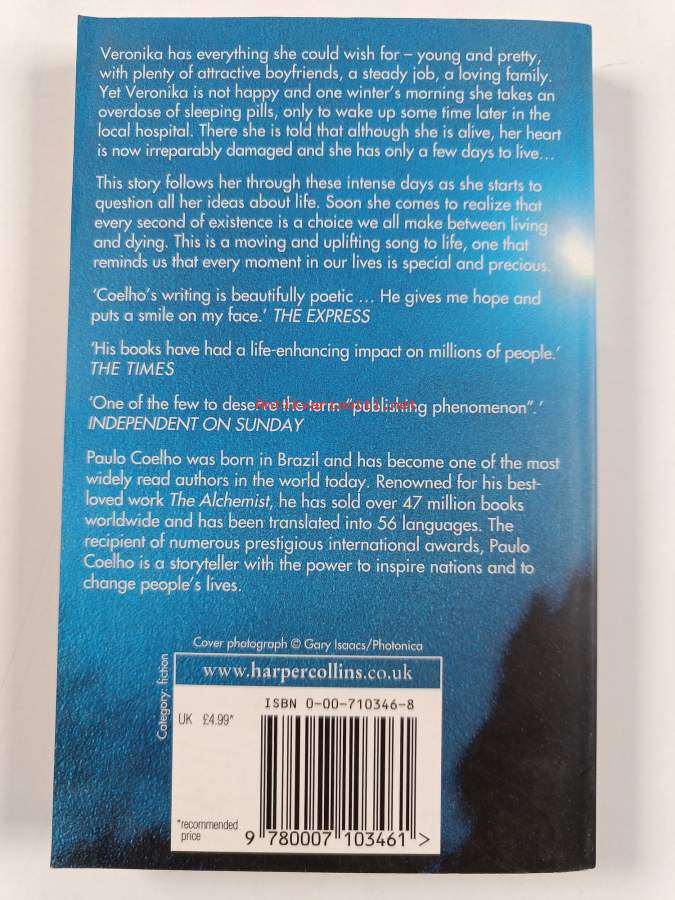 Veronika has everything she could wish for – young and pretty,
with plenty of attractive boyfriends, a steady job, a loving family.
Yet Veronika is not happy and one winter's morning she takes an
overdose of sleeping pills, only to wake up some time later in the
local hospital. There she is told that although she is alive, her heart
is now irreparably damaged and she has only a few days to live...
This story follows her through these intense days as she starts to
question all her ideas about life. Soon she comes to realize that
every second of existence is a choice we all make between living
and dying. This is a moving and uplifting song to life, one that
reminds us that every moment in our lives is special and precious.
'Coelho's writing is beautifully poetic ... He gives me hope and
puts a smile on my face.' THE EXPRESS
'His books have had a life-enhancing impact on millions of people.'
THE TIMES
'One of the few to deserve the term "publishing phenomenon".'
INDEPENDENT ON SUNDAY
Paulo Coelho was born in Brazil and has become one of the most
widely read authors in the world today. Renowned for his best-
loved work The Alchemist, he has sold over 47 million books
worldwide and has been translated into 56 languages. The
recipient of numerous prestigious international awards, Paulo
Coelho is a storyteller with the power to inspire nations and to
change people's lives.
Cover photograph © Gary Isaacs/Photonica
Category: fiction
www.harpercollins.co.uk
ISBN 0-00-710346-8
UK £4.99*
*recommended
price
9 780007 103461 >